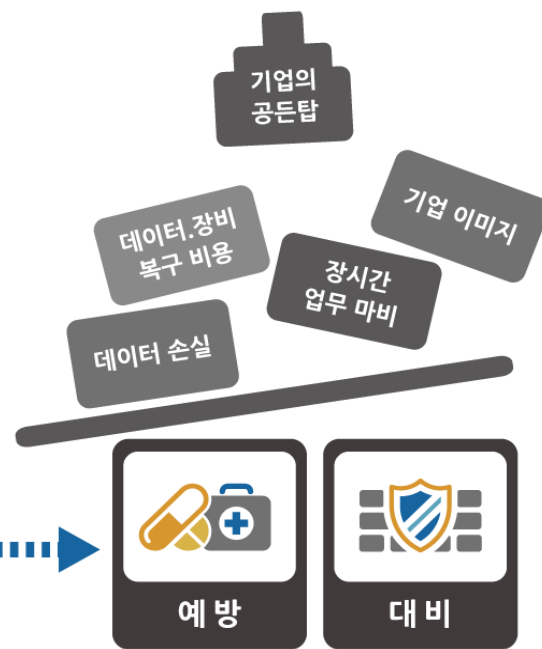 기업의
공든탑
데이터.장비
복구 비용
기업 이미지
장시간
업무 마비
데이터 손실
예 방
대 비